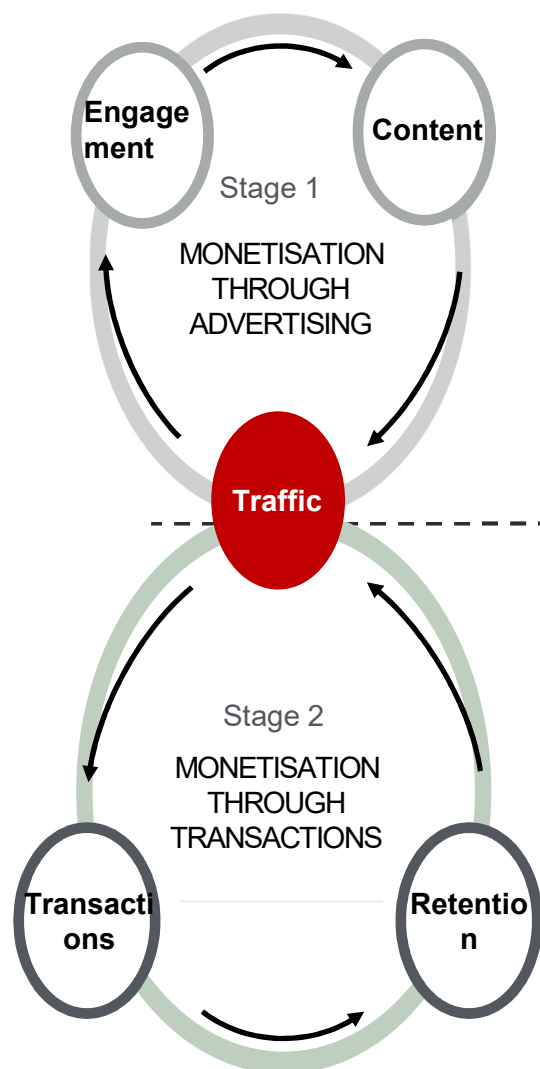 Engage
ment
Content
Stage 1
MONETISATION
THROUGH
ADVERTISING
Traffic
Stage 2
MONETISATION
THROUGH
TRANSACTIONS
Transacti
ons
Retentio
n